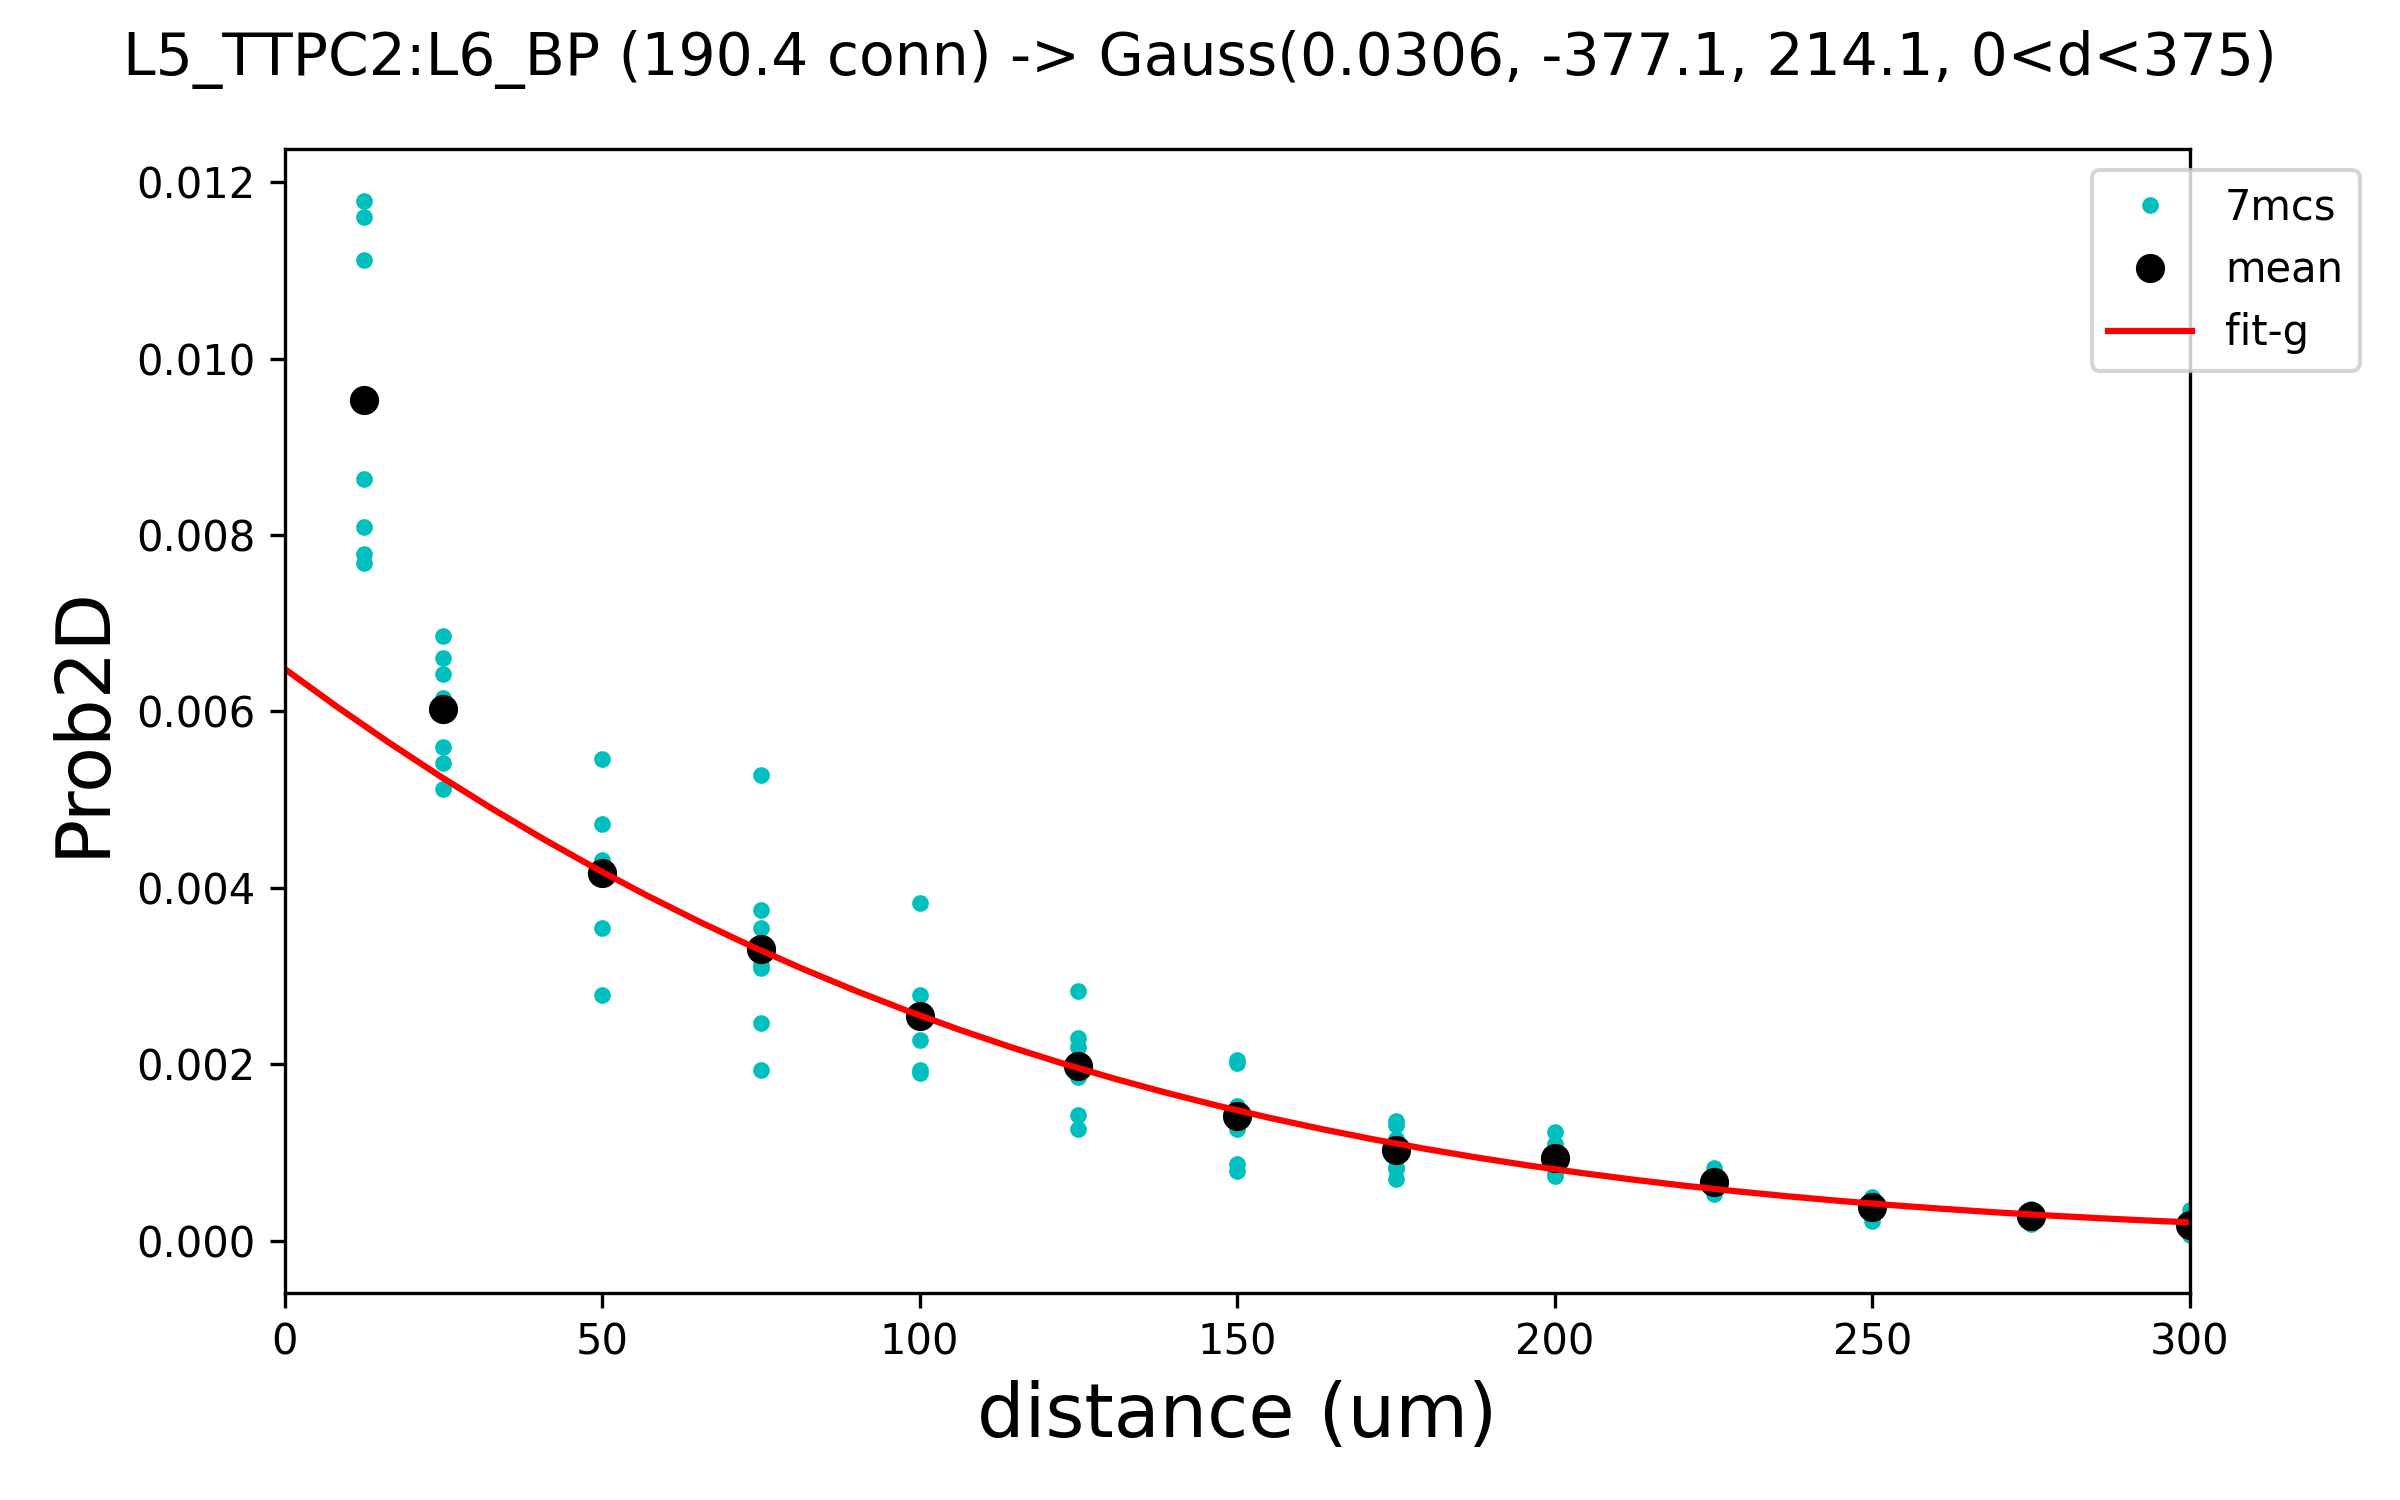 L5_TTPC2:L6_BP (190.4 conn) -> Gauss(0.0306, -377.1, 214.1, 0<d<375)
7mcs
mean
fit-g
Prob2D
0.012
0.010
0.008
0.006
0.004
0.002
0.000
0 50 100 150 200 250 300
distance (um)